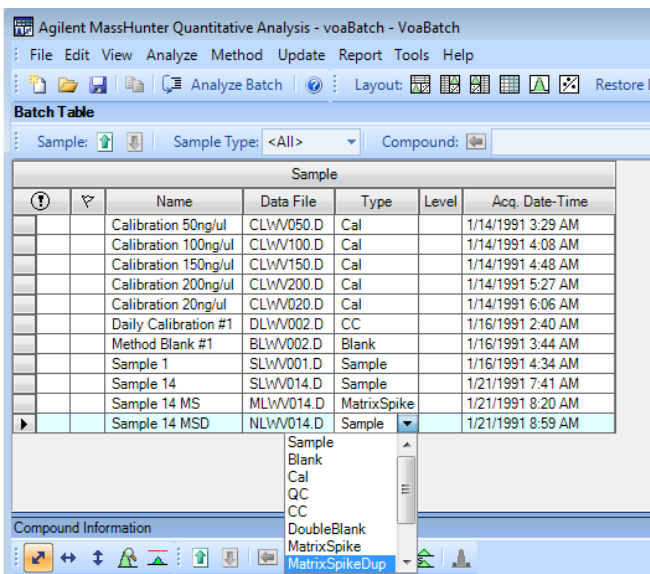 Agilent MassHunter Quantitative Analysis - voaBatch - VoaBatch
File Edit View Analyze Method Update Report Tools Help
Analyze Batch Layout: Restore
Batch Table
Sample: Sample Type: <All> Compound:
Sample
Name Data File Type Level Acq. Date-Time
Calibration 50ng/ul CLWV050.D Cal 1/14/1991 3:29 AM
Calibration 100ng/ul CLWV100.D Cal 1/14/1991 4:08 AM
Calibration 150ng/ul CLWV150.D Cal 1/14/1991 4:48 AM
Calibration 200ng/ul CLWV200.D Cal 1/14/1991 5:27 AM
Calibration 20ng/ul CLWV020.D Cal 1/14/1991 6:06 AM
Daily Calibration #1 DLWV002.D CC 1/16/1991 2:40 AM
Method Blank #1 BLWV002.D Blank 1/16/1991 3:44 AM
Sample 1 SLWV001.D Sample 1/16/1991 4:34 AM
Sample 14 SLWV014.D Sample 1/21/1991 7:41 AM
Sample 14 MS MLWV014.D MatrixSpike 1/21/1991 8:20 AM
Sample 14 MSD NLWV014.D Sample 1/21/1991 8:59 AM
Sample
Blank
Cal
QC
CC
DoubleBlank
MatrixSpike
MatrixSpikeDup
Compound Information